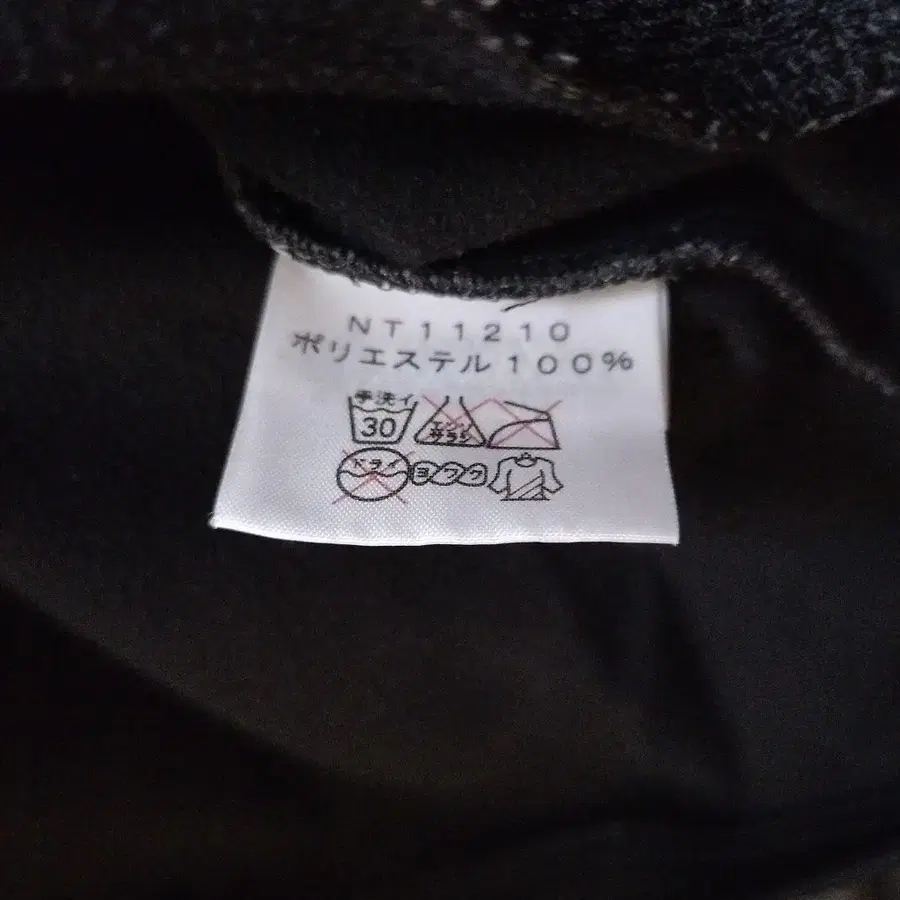 NT11210
ポリエステル100%
手洗イ
30
エンソ
サラシ
ドライ
ヨワク